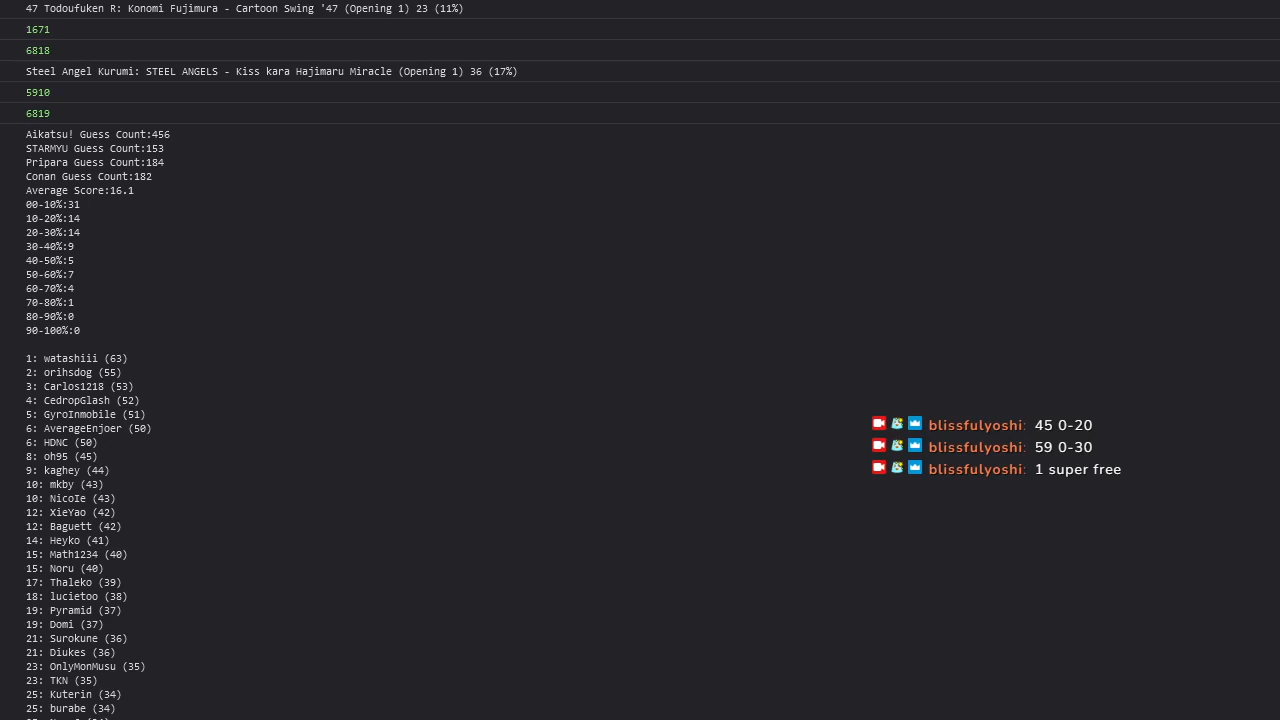 47 Todoufuken R: Konomi Fujimura - Cartoon Swing '47 (Opening 1) 23 (11%)
1671
6818
Steel Angel Kurumi: STEEL ANGELS - Kiss kara Hajimaru Miracle (Opening 1) 36 (17%)
5910
6819
Aikatsu! Guess Count:456
STARMYU Guess Count:153
Pripara Guess Count:184
Conan Guess Count:182
Average Score:16.1
00-10%:31
10-20%:14
20-30%:14
30-40%:9
40-50%:5
50-60%:7
60-70%:4
70-80%:1
80-90%:0
90-100%:0
1: watashiii (63)
2: orihsdog (55)
3: Carlos1218 (53)
4: CedropGlash (52)
5: GyroInmobile (51)
6: AverageEnjoer (50)
6: HDNC (50)
8: oh95 (45)
9: kaghey (44)
10: mkby (43)
10: NicoIe (43)
12: XieYao (42)
12: Baguett (42)
14: Heyko (41)
15: Math1234 (40)
15: Noru (40)
17: Thaleko (39)
18: lucietoo (38)
19: Pyramid (37)
19: Domi (37)
21: Surokune (36)
21: Diukes (36)
23: OnlyMonMusu (35)
23: TKN (35)
25: Kuterin (34)
25: burabe (34)
blissfulyoshi: 45 0-20
blissfulyoshi: 59 0-30
blissfulyoshi: 1 super free